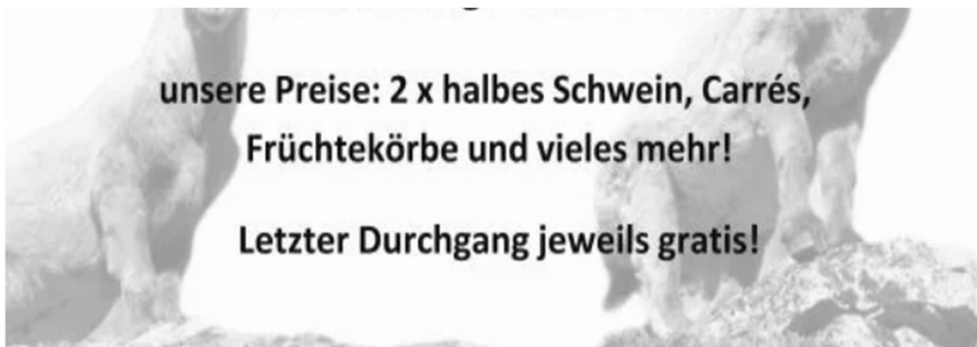 unsere Preise: 2 x halbes Schwein, Carrés,
Früchtekörbe und vieles mehr!
Letzter Durchgang jeweils gratis!